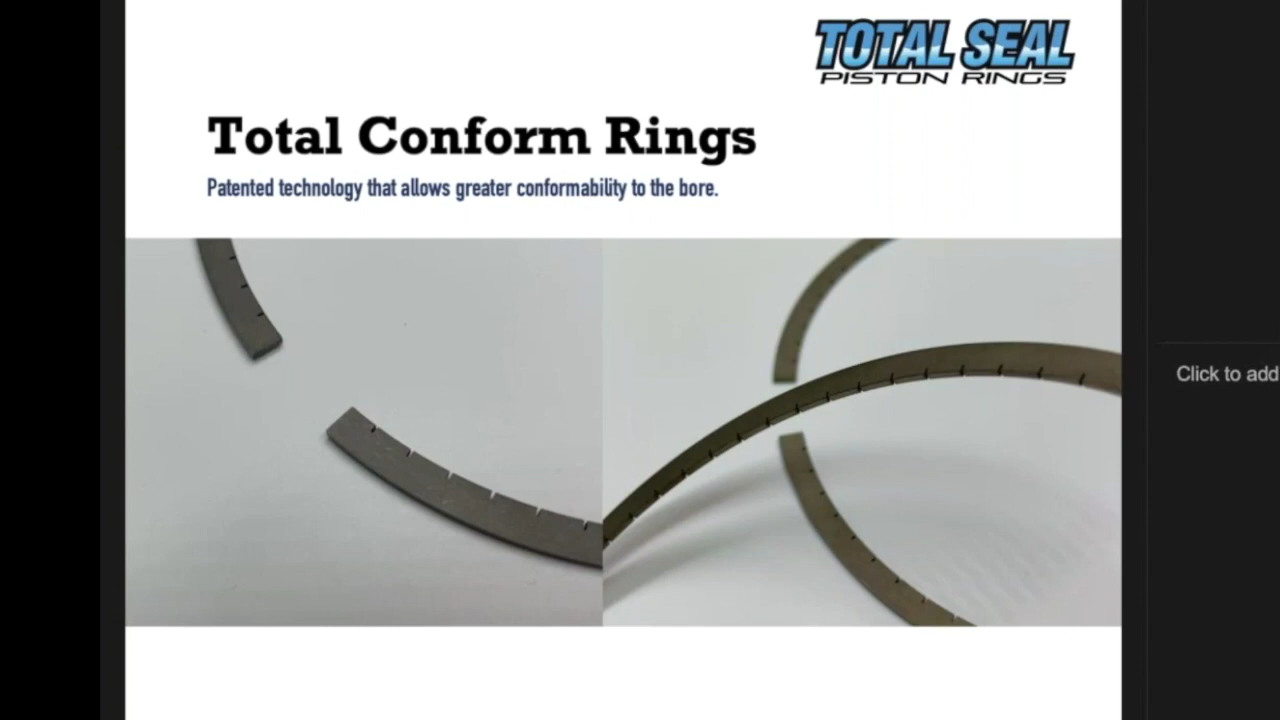 TOTAL SEAL
PISTON RINGS
Total Conform Rings
Patented technology that allows greater conformability to the bore.
Click to add